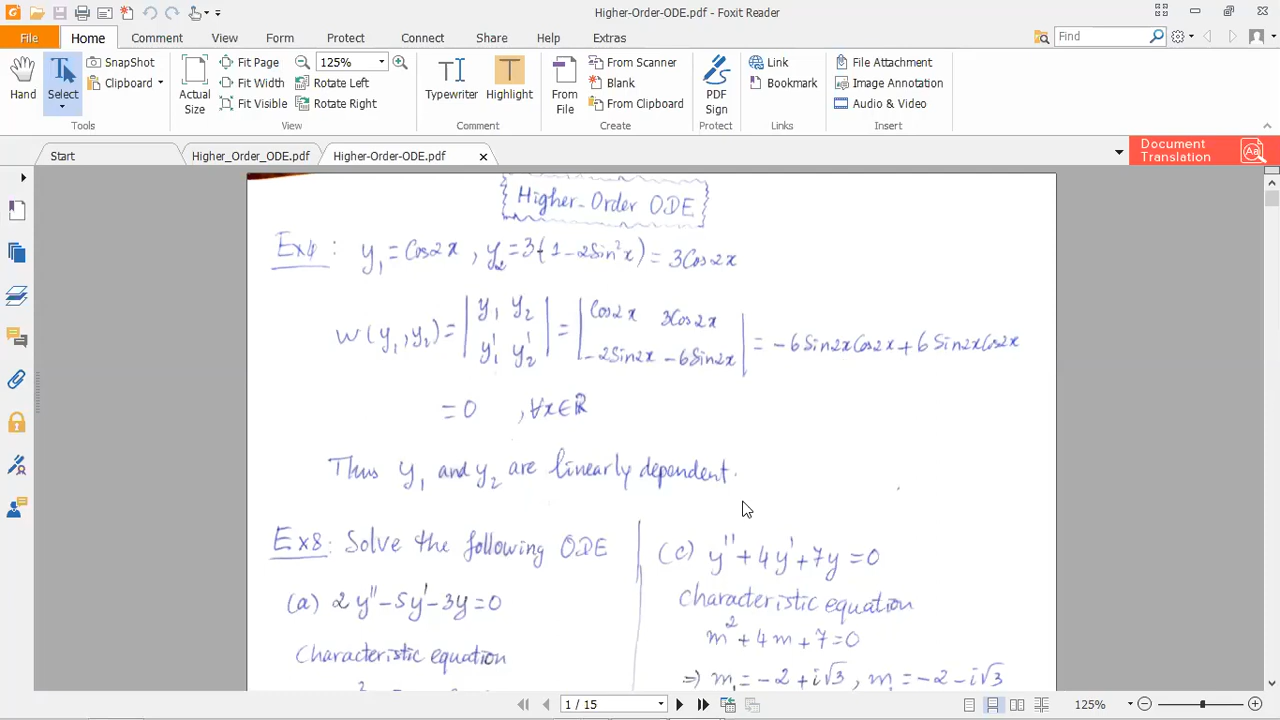 Higher-Order-ODE.pdf - Foxit Reader
File Home Comment View Form Protect Connect Share Help Extras Find
Hand
Select
SnapShot
Clipboard
Tools
Actual Size
Fit Page
Fit Width
Fit Visible
125%
Rotate Left
Rotate Right
View
Typewriter
Highlight
Comment
From File
From Scanner
Blank
From Clipboard
Create
PDF Sign
Protect
Link
Bookmark
Links
File Attachment
Image Annotation
Audio & Video
Insert
Start Higher_Order_ODE.pdf Higher-Order-ODE.pdf
Document Translation
Higher-Order ODE
Ex4 : y₁ = Cos2x , y₂ = 3(1-2Sin²x) = 3Cos2x
W(y₁,y₂) = | y₁ y₂ | = | Cos2x 3Cos2x | = -6Sin2xCos2x + 6Sin2xCos2x
| y₁' y₂' | | -2Sin2x -6Sin2x |
= 0 , ∀x∈ℝ
Thus y₁ and y₂ are linearly dependent.
Ex8: Solve the following ODE
(a) 2y'' - 5y' - 3y = 0
Characteristic equation
(c) y'' + 4y' + 7y = 0
Characteristic equation
m² + 4m + 7 = 0
=) m₁ = -2 + i√3 , m₁ = -2 - i√3
1 / 15
125%